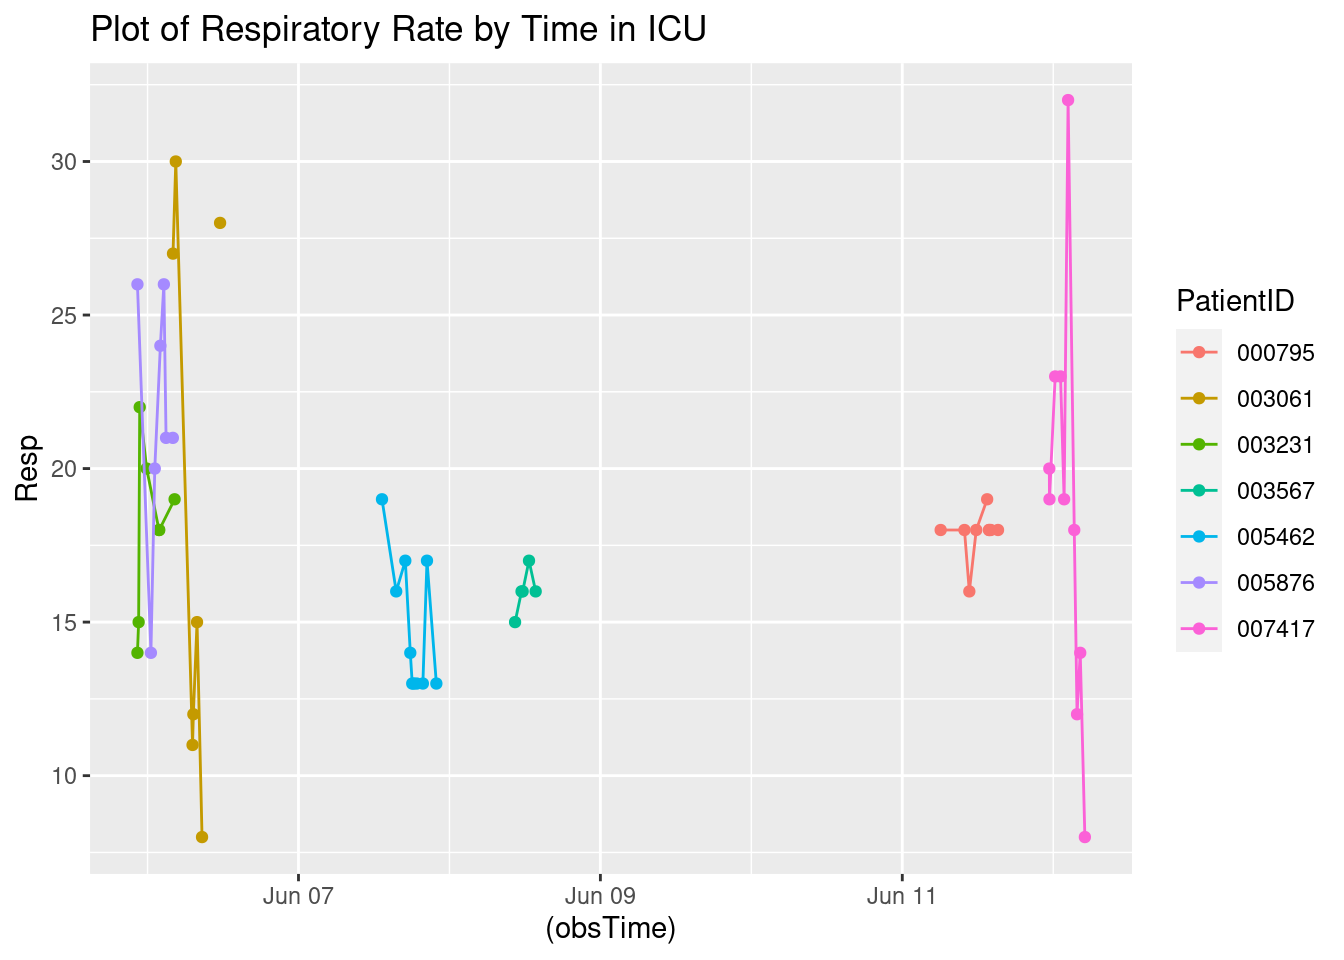 Plot of Respiratory Rate by Time in ICU
30
25
20
15
10
Resp
Jun 07
Jun 09
Jun 11
(obsTime)
PatientID
000795
003061
003231
003567
005462
005876
007417